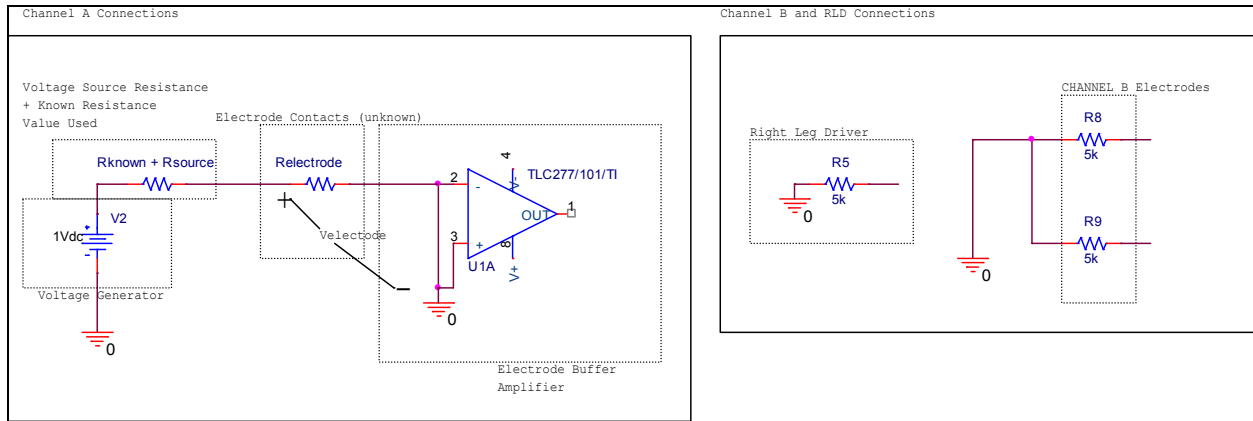 Channel A Connections
Voltage Source Resistance
+ Known Resistance
Value Used
Electrode Contacts (unknown)
Rknown + Rsource
Relectrode
4
TLC277/101/TI
2
-
V-
+
1
OUT
Velectode
V2
+
1Vdc
-
3
+
8
U1A
V+
-
Voltage Generator
0
0
Electrode Buffer
Amplifier
Channel B and RLD Connections
CHANNEL B Electrodes
R8
5k
Right Leg Driver
R5
5k
0
R9
5k
0